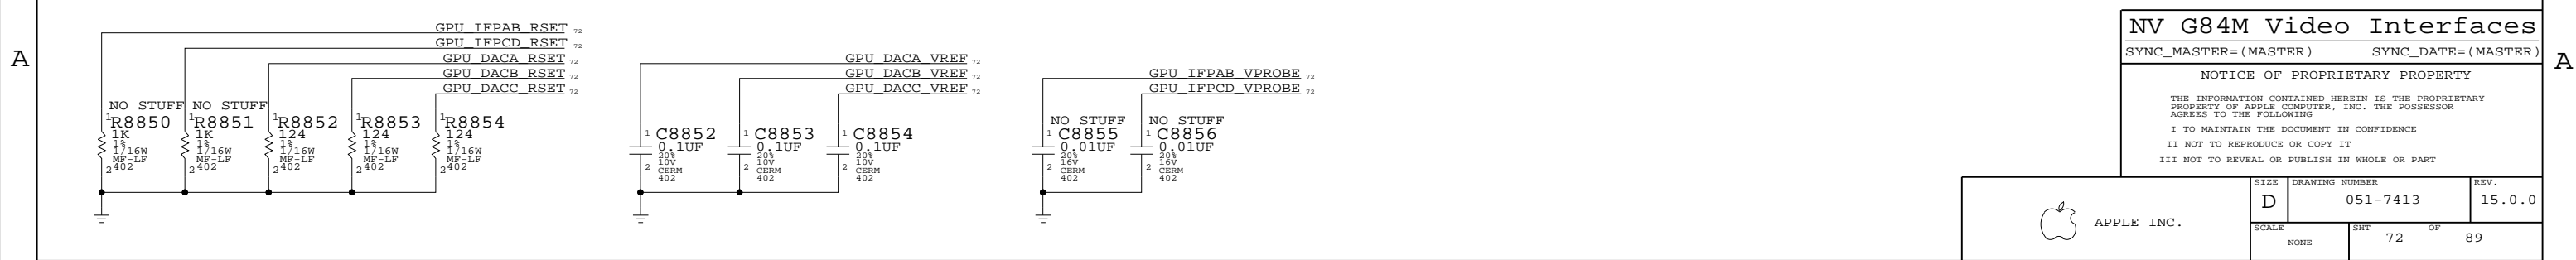 A
GPU_IFPAB_RSET 72
GPU_IFPCD_RSET 72
GPU_DACA_RSET 72
GPU_DACB_RSET 72
GPU_DACC_RSET 72
NO STUFF
1
R8850
1K
1%
1/16W
MF-LF
2 402
NO STUFF
1
R8851
1K
1%
1/16W
MF-LF
2 402
1
R8852
124
1%
1/16W
MF-LF
2 402
1
R8853
124
1%
1/16W
MF-LF
2 402
1
R8854
124
1%
1/16W
MF-LF
2 402
GPU_DACA_VREF 72
GPU_DACB_VREF 72
GPU_DACC_VREF 72
1 C8852
0.1UF
20%
10V
2 CERM
402
1 C8853
0.1UF
20%
10V
2 CERM
402
1 C8854
0.1UF
20%
10V
2 CERM
402
GPU_IFPAB_VPROBE 72
GPU_IFPCD_VPROBE 72
NO STUFF
1 C8855
0.01UF
20%
16V
2 CERM
402
NO STUFF
1 C8856
0.01UF
20%
16V
2 CERM
402
NV G84M Video Interfaces
SYNC_MASTER=(MASTER) SYNC_DATE=(MASTER)
NOTICE OF PROPRIETARY PROPERTY
THE INFORMATION CONTAINED HEREIN IS THE PROPRIETARY
PROPERTY OF APPLE COMPUTER, INC. THE POSSESSOR
AGREES TO THE FOLLOWING
I TO MAINTAIN THE DOCUMENT IN CONFIDENCE
II NOT TO REPRODUCE OR COPY IT
III NOT TO REVEAL OR PUBLISH IN WHOLE OR PART
A
APPLE INC.
SIZE
D
DRAWING NUMBER
051-7413
REV.
15.0.0
SCALE
NONE
SHT
72
OF
89